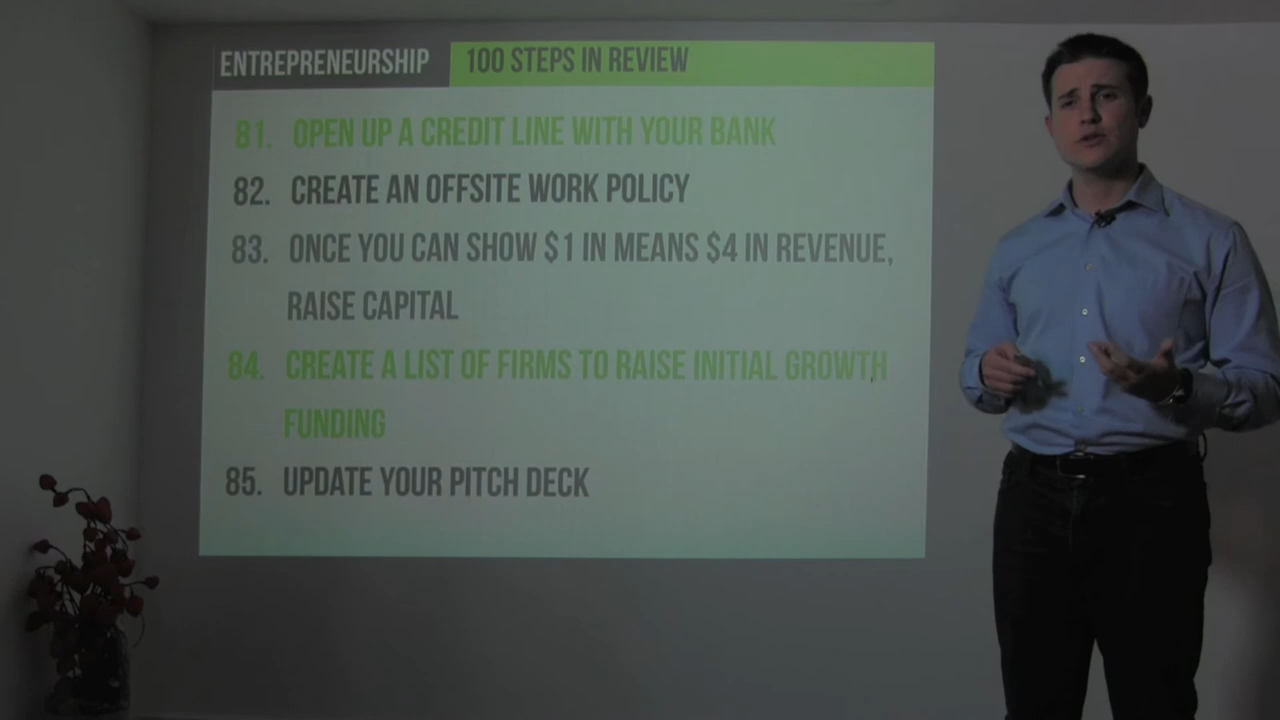 ENTREPRENEURSHIP 100 STEPS IN REVIEW
81. OPEN UP A CREDIT LINE WITH YOUR BANK
82. CREATE AN OFFSITE WORK POLICY
83. ONCE YOU CAN SHOW $1 IN MEANS $4 IN REVENUE,
RAISE CAPITAL
84. CREATE A LIST OF FIRMS TO RAISE INITIAL GROWTH
FUNDING
85. UPDATE YOUR PITCH DECK